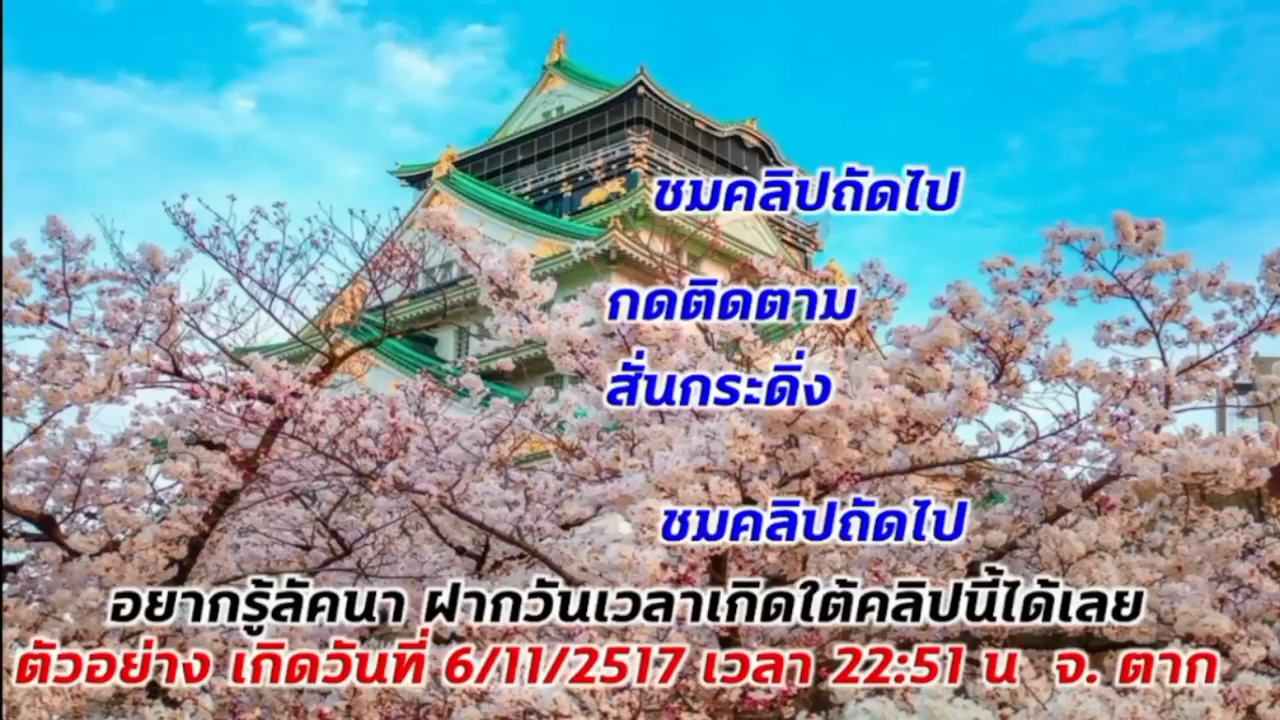 ชมคลิปถัดไป
กดติดตาม
สั่นกระดิ่ง
ชมคลิปถัดไป
อยากรู้ลัคนา ฝากวันเวลาเกิดใต้คลิปนี้ได้เลย
ตัวอย่าง เกิดวันที่ 6/11/2517 เวลา 22:51 น จ. ตาก